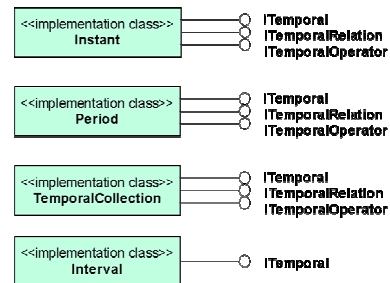 <<implementation class>>
Instant
ITemporal
ITemporalRelation
ITemporalOperator
<<implementation class>>
Period
ITemporal
ITemporalRelation
ITemporalOperator
<<implementation class>>
TemporalCollection
ITemporal
ITemporalRelation
ITemporalOperator
<<implementation class>>
Interval
ITemporal